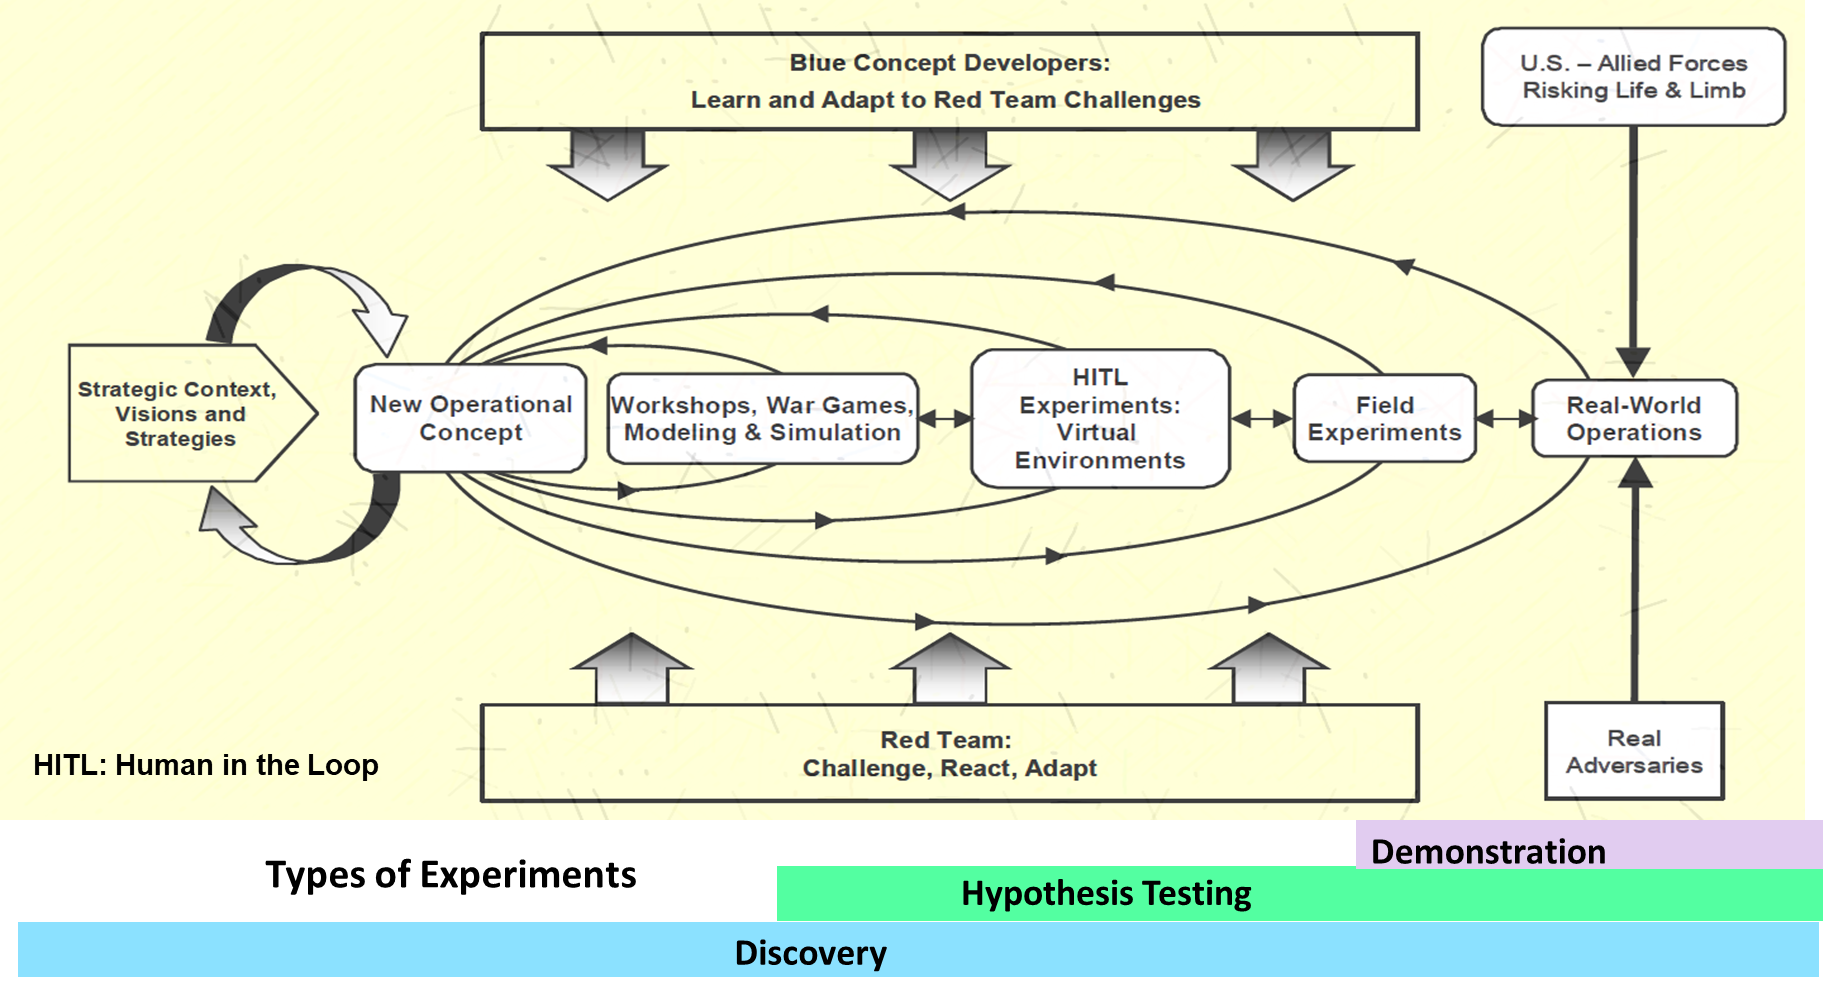 Blue Concept Developers:
Learn and Adapt to Red Team Challenges
U.S. – Allied Forces
Risking Life & Limb
Strategic Context,
Visions and
Strategies
New Operational
Concept
Workshops, War Games,
Modeling & Simulation
HITL
Experiments:
Virtual
Environments
Field
Experiments
Real-World
Operations
Red Team:
Challenge, React, Adapt
Real
Adversaries
HITL: Human in the Loop
Types of Experiments
Demonstration
Hypothesis Testing
Discovery